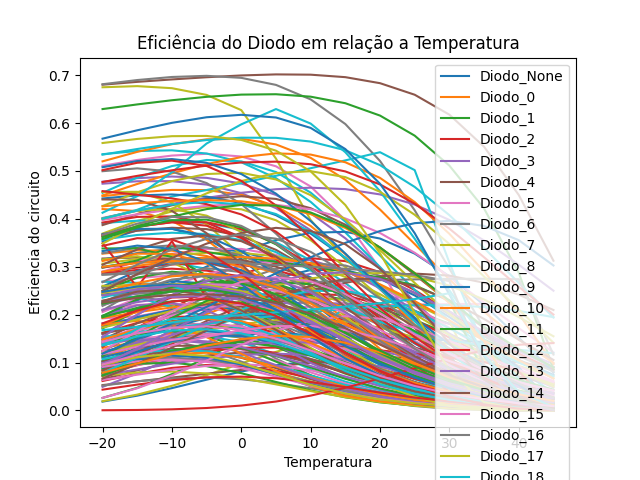 Eficiência do Diodo em relação a Temperatura
Eficiencia do circuito
0.7
0.6
0.5
0.4
0.3
0.2
0.1
0.0
−20
−10
0
10
20
30
40
Temperatura
Diodo_None
Diodo_0
Diodo_1
Diodo_2
Diodo_3
Diodo_4
Diodo_5
Diodo_6
Diodo_7
Diodo_8
Diodo_9
Diodo_10
Diodo_11
Diodo_12
Diodo_13
Diodo_14
Diodo_15
Diodo_16
Diodo_17
Diodo_18